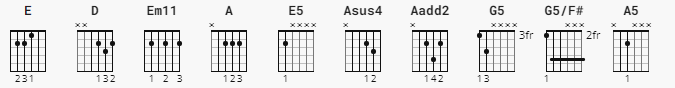 E D Em11 A E5 Asus4 Aadd2 G5 G5/F# A5
×× × ×××× × × ×××× ××× × ×××
3fr 2fr
231 132 1 2 3 123 1 12 142 13 1 1